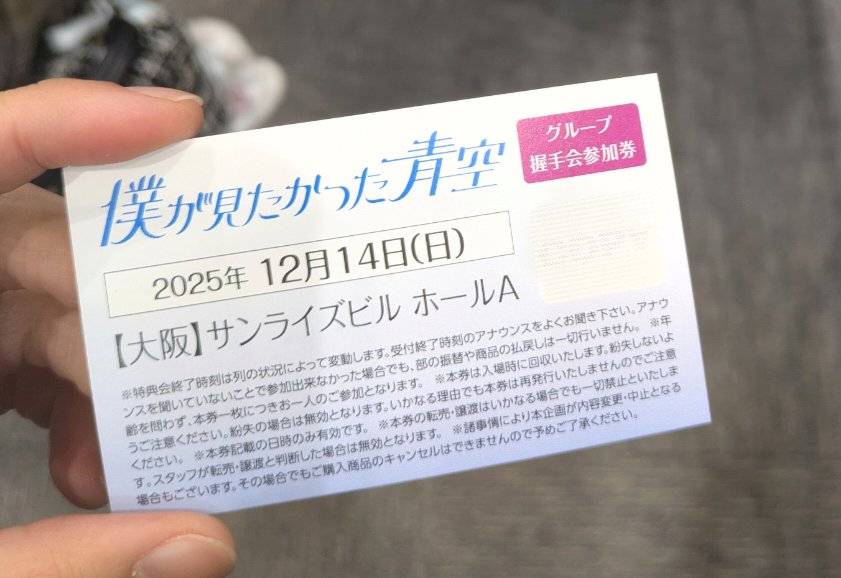 僕が見たかった青空
グループ
握手会参加券
2025年 12月14日(日)
COPY
【大阪】サンライズビル ホールA
※特典会終了時刻は列の状況によって変動します。受付終了時刻のアナウンスをよくお聞き下さい。アナウ
ンスを聞いていないことで参加出来なかった場合でも、部の振替や商品の払戻しは一切行いません。 ※年
齢を問わず、本券一枚につきお一人のご参加となります。 ※本券は入場時に回収いたします。紛失しないよ
うご注意ください。紛失の場合は無効となります。いかなる理由でも本券は再発行いたしませんのでご注意
ください。 ※本券記載の日時のみ有効です。 ※本券の転売・譲渡はいかなる場合でも一切禁止といたしま
す。スタッフが転売・譲渡と判断した場合は無効となります。 ※諸事情により本企画が内容変更・中止となる
場合もございます。その場合でもご購入商品のキャンセルはできませんので予めご了承ください。